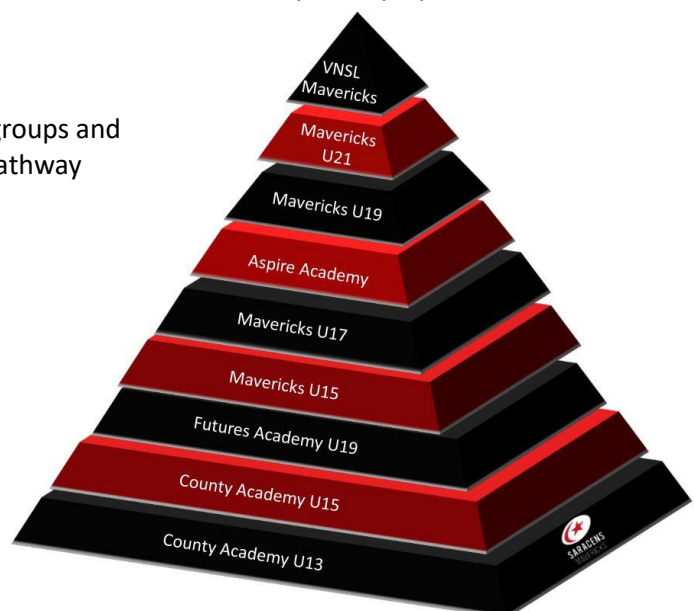 VNSL
Mavericks
groups and
athway
Mavericks
U21
Mavericks U19
Aspire Academy
Mavericks U17
Mavericks U15
Futures Academy U19
County Academy U15
County Academy U13
SARACENS
MAVERICKS